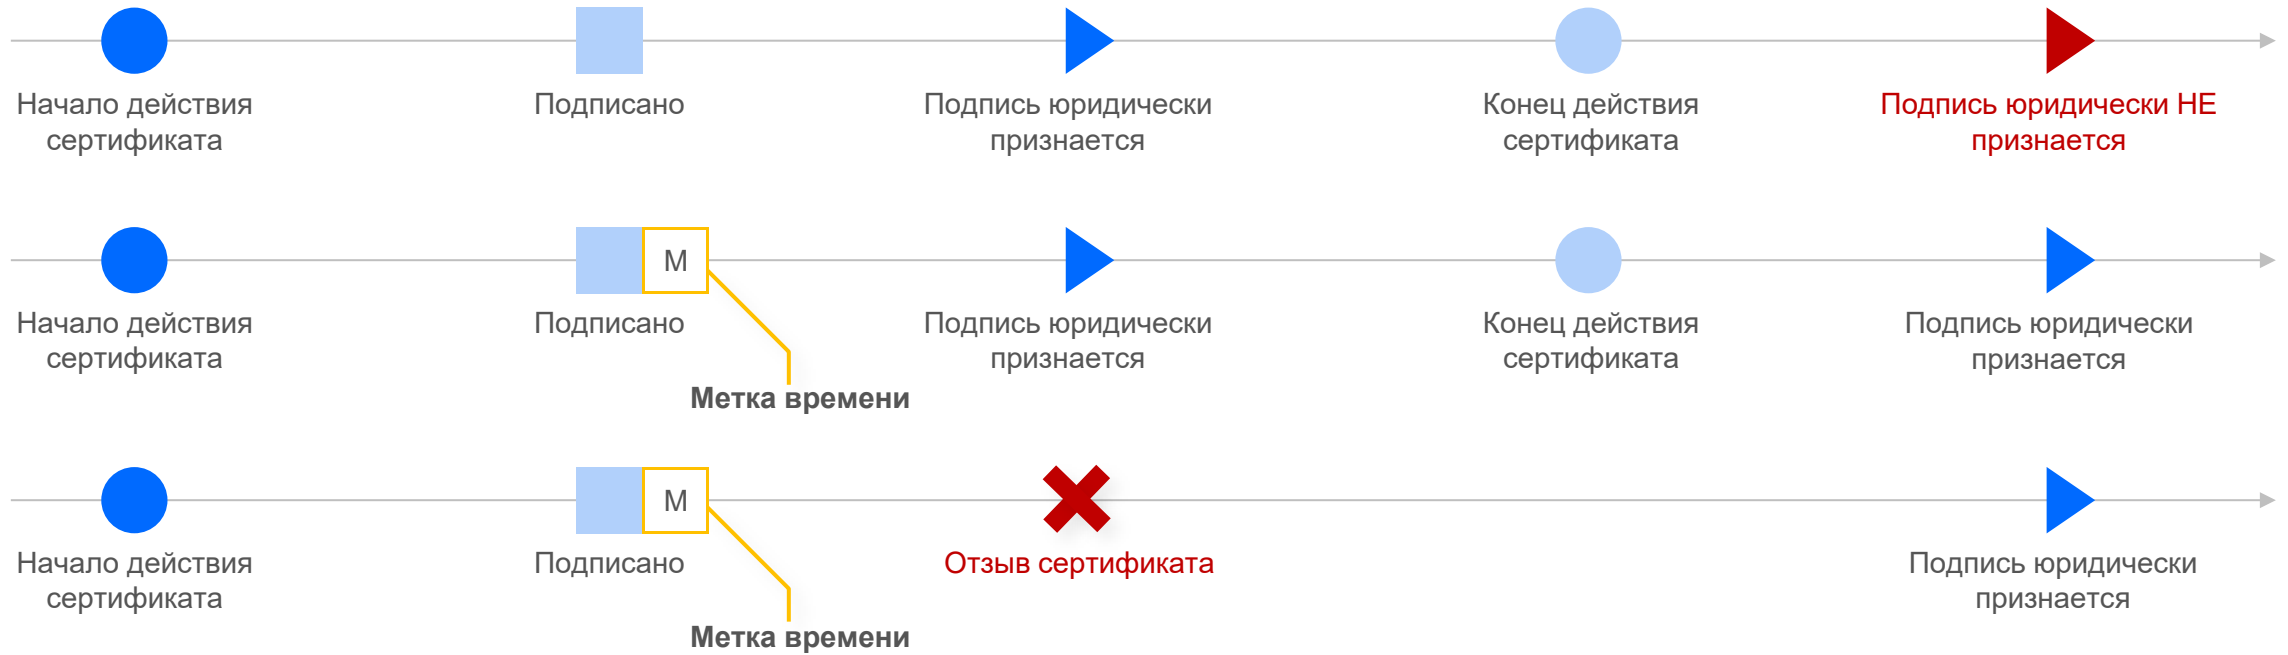 Начало действия
сертификата
Подписано
Подпись юридически
признается
Конец действия
сертификата
Подпись юридически НЕ
признается
М
Начало действия
сертификата
Подписано
Подпись юридически
признается
Конец действия
сертификата
Подпись юридически
признается
Метка времени
М
Начало действия
сертификата
Подписано
Отзыв сертификата
Подпись юридически
признается
Метка времени